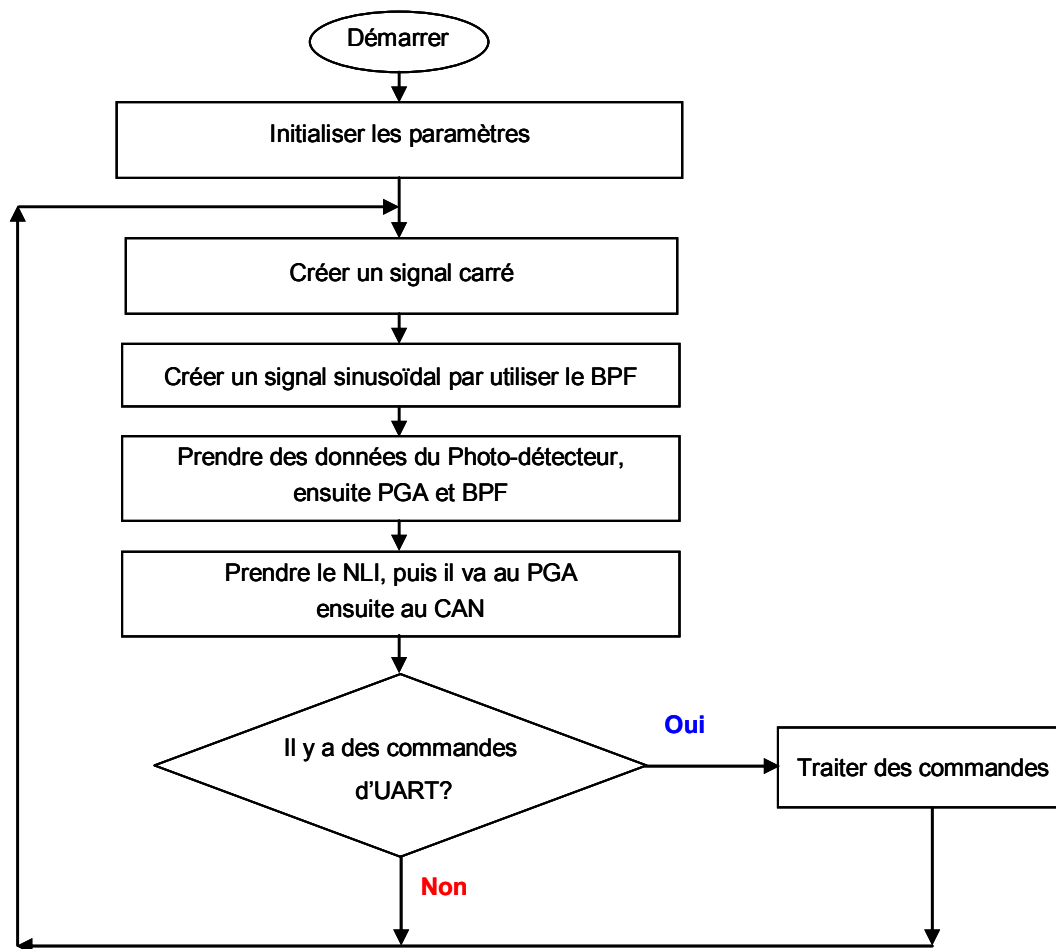 Démarrer
Initialiser les paramètres
Créer un signal carré
Créer un signal sinusoïdal par utiliser le BPF
Prendre des données du Photo-détecteur,
ensuite PGA et BPF
Prendre le NLI, puis il va au PGA
ensuite au CAN
Il y a des commandes
d'UART?
Oui
Traiter des commandes
Non